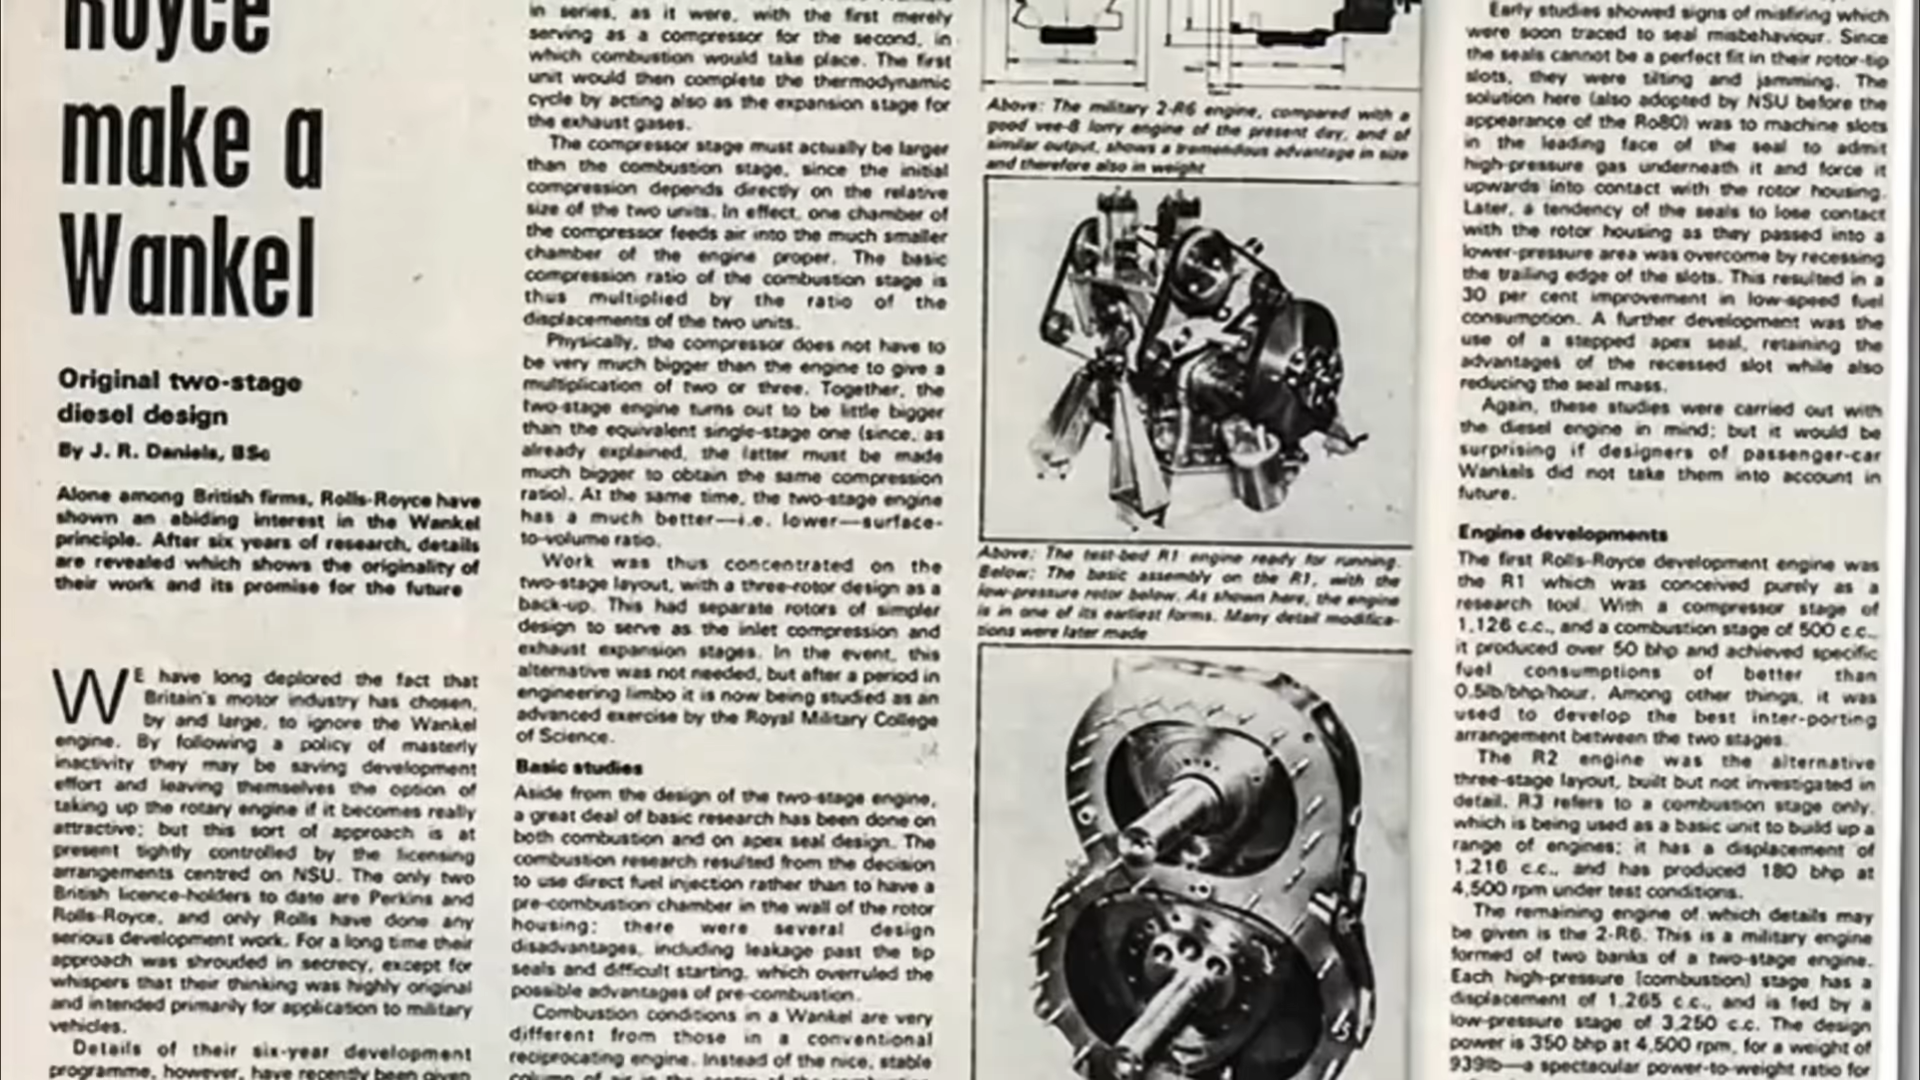 Royce
make a
Wankel
Original two-stage
diesel design
By J. R. Daniels, BSc
Alone among British firms, Rolls-Royce have
shown an abiding interest in the Wankel
principle. After six years of research, details
are revealed which shows the originality of
their work and its promise for the future
WE have long deplored the fact that
Britain's motor industry has chosen,
by and large, to ignore the Wankel
engine. By following a policy of masterly
inactivity they may be saving development
effort and leaving themselves the option of
taking up the rotary engine if it becomes really
attractive; but this sort of approach is at
present tightly controlled by the licensing
arrangements centred on NSU. The only two
British licence-holders to date are Perkins and
Rolls-Royce, and only Rolls have done any
serious development work. For a long time their
approach was shrouded in secrecy, except for
whispers that their thinking was highly original
and intended primarily for application to military
vehicles.
Details of their six-year development
programme, however, have recently been given
in series, as it were, with the first merely
serving as a compressor for the second, in
which combustion would take place. The first
unit would then complete the thermodynamic
cycle by acting also as the expansion stage for
the exhaust gases.
The compressor stage must actually be larger
than the combustion stage, since the initial
compression depends directly on the relative
size of the two units. In effect, one chamber of
the compressor feeds air into the much smaller
chamber of the engine proper. The basic
compression ratio of the combustion stage is
thus multiplied by the ratio of the
displacements of the two units.
Physically, the compressor does not have to
be very much bigger than the engine to give a
multiplication of two or three. Together, the
two-stage engine turns out to be little bigger
than the equivalent single-stage one (since, as
already explained, the latter must be made
much bigger to obtain the same compression
ratio). At the same time, the two-stage engine
has a much better—i.e. lower—surface-
to-volume ratio.
Work was thus concentrated on the
two-stage layout, with a three-rotor design as a
back-up. This had separate rotors of simpler
design to serve as the inlet compression and
exhaust expansion stages. In the event, this
alternative was not needed, but after a period in
engineering limbo it is now being studied as an
advanced exercise by the Royal Military College
of Science.
Basic studies
Aside from the design of the two-stage engine,
a great deal of basic research has been done on
both combustion and on apex seal design. The
combustion research resulted from the decision
to use direct fuel injection rather than to have a
pre-combustion chamber in the wall of the rotor
housing; there were several design
disadvantages, including leakage past the tip
seals and difficult starting, which overruled the
possible advantages of pre-combustion.
Combustion conditions in a Wankel are very
different from those in a conventional
reciprocating engine. Instead of the nice, stable
column of air in the centre of the combustion
Above: The military 2-R6 engine, compared with a
good vee-8 lorry engine of the present day, and of
similar output, shows a tremendous advantage in size
and therefore also in weight
Above: The test-bed R1 engine ready for running.
Below: The basic assembly on the R1, with the
low-pressure rotor below. As shown here, the engine
is in one of its earliest forms. Many detail modifica-
tions were later made
Early studies showed signs of misfiring which
were soon traced to seal misbehaviour. Since
the seals cannot be a perfect fit in their rotor-tip
slots, they were tilting and jamming. The
solution here (also adopted by NSU before the
appearance of the Ro80) was to machine slots
in the leading face of the seal to admit
high-pressure gas underneath it and force it
upwards into contact with the rotor housing.
Later, a tendency of the seals to lose contact
with the rotor housing as they passed into a
lower-pressure area was overcome by recessing
the trailing edge of the slots. This resulted in a
30 per cent improvement in low-speed fuel
consumption. A further development was the
use of a stepped apex seal, retaining the
advantages of the recessed slot while also
reducing the seal mass.
Again, these studies were carried out with
the diesel engine in mind; but it would be
surprising if designers of passenger-car
Wankels did not take them into account in
future.
Engine developments
The first Rolls-Royce development engine was
the R1 which was conceived purely as a
research tool. With a compressor stage of
1,126 c.c., and a combustion stage of 500 c.c.,
it produced over 50 bhp and achieved specific
fuel consumptions of better than
0.5lb/bhp/hour. Among other things, it was
used to develop the best inter-porting
arrangement between the two stages.
The R2 engine was the alternative
three-stage layout, built but not investigated in
detail. R3 refers to a combustion stage only,
which is being used as a basic unit to build up a
range of engines; it has a displacement of
1,216 c.c., and has produced 180 bhp at
4,500 rpm under test conditions.
The remaining engine of which details may
be given is the 2-R6. This is a military engine
formed of two banks of a two-stage engine.
Each high-pressure (combustion) stage has a
displacement of 1,265 c.c., and is fed by a
low-pressure stage of 3,250 c.c. The design
power is 350 bhp at 4,500 rpm, for a weight of
939lb—a spectacular power-to-weight ratio for